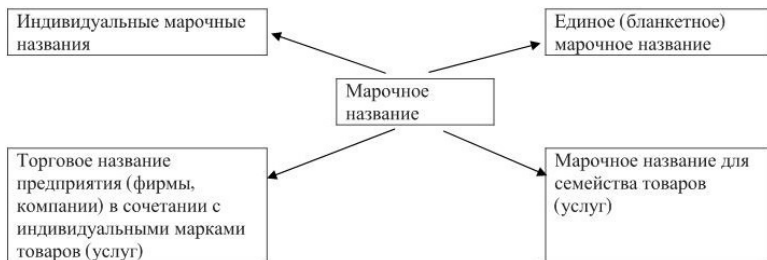 Индивидуальные марочные
названия
Единое (бланкетное)
марочное название
Марочное
название
Торговое название
предприятия (фирмы,
компании) в сочетании с
индивидуальными марками
товаров (услуг)
Марочное название для
семейства товаров
(услуг)